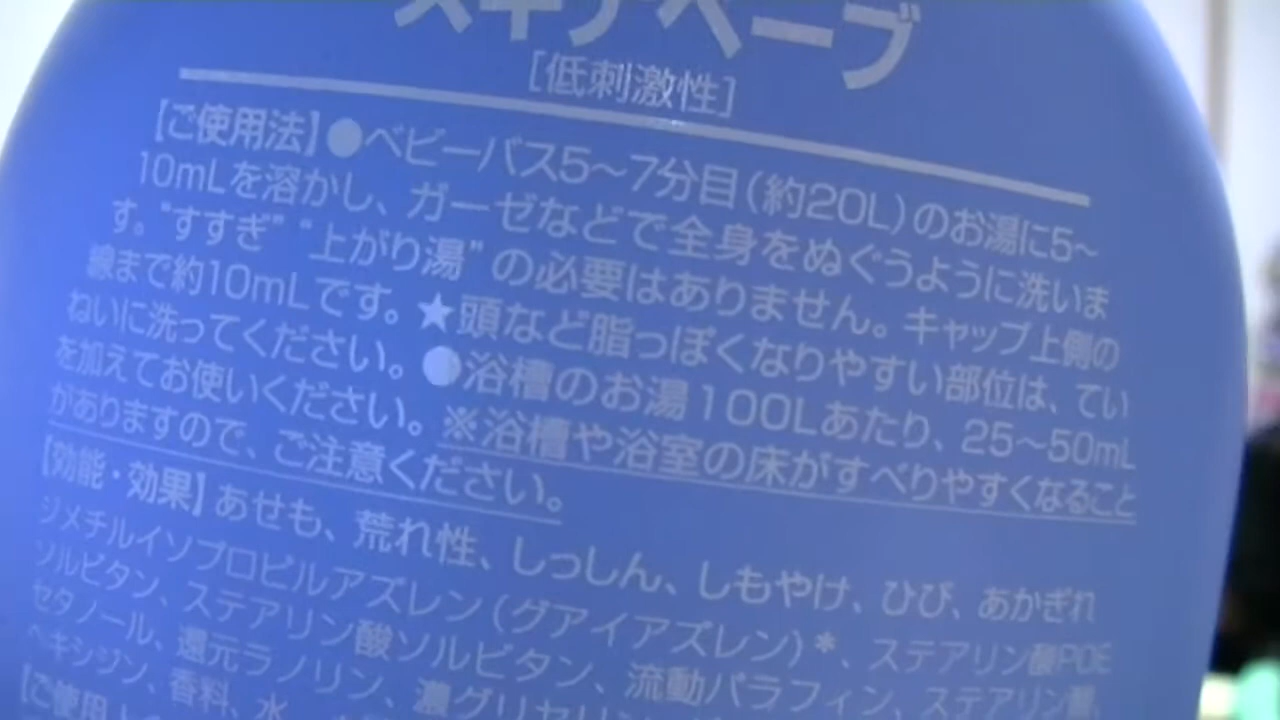 スキナベーブ
[低刺激性]
【ご使用法】●ベビーバス5～7分目(約20L)のお湯に5～
10mLを溶かし、ガーゼなどで全身をぬぐうように洗いま
す。“すすぎ”“上がり湯”の必要はありません。キャップ上側の
線まで約10mLです。★頭など脂っぽくなりやすい部位は、てい
ねいに洗ってください。●浴槽のお湯100Lあたり、25～50mL
を加えてお使いください。※浴槽や浴室の床がすべりやすくなること
がありますので、ご注意ください。
【効能・効果】あせも、荒れ性、しっしん、しもやけ、ひび、あかぎれ
ジメチルイソプロピルアズレン(グアイアズレン)*、ステアリン酸POE
ソルビタン、ステアリン酸ソルビタン、流動パラフィン、ステアリン酸、
セタノール、還元ラノリン、濃グリセリン
ヘキシジン、香料、水
【ご使用